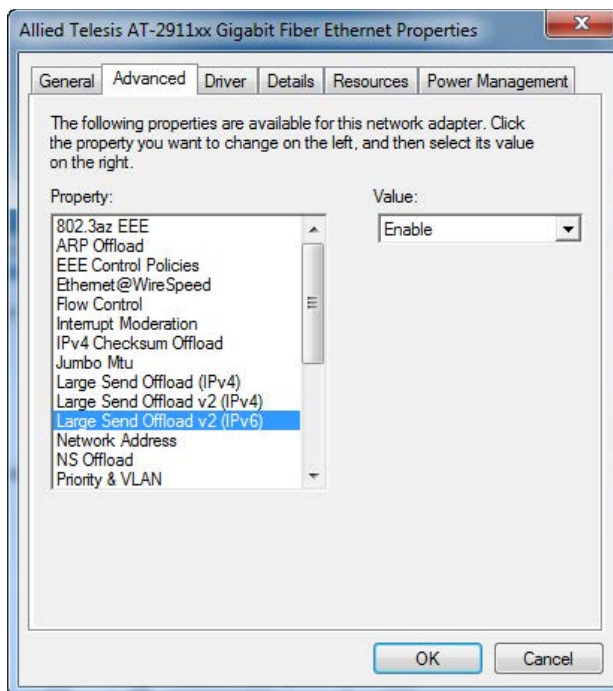 Allied Telesis AT-2911xx Gigabit Fiber Ethernet Properties
General Advanced Driver Details Resources Power Management
The following properties are available for this network adapter. Click
the property you want to change on the left, and then select its value
on the right.
Property:
Value:
802.3az EEE
ARP Offload
EEE Control Policies
Ethernet@WireSpeed
Flow Control
Interrupt Moderation
IPv4 Checksum Offload
Jumbo Mtu
Large Send Offload (IPv4)
Large Send Offload v2 (IPv4)
Large Send Offload v2 (IPv6)
Network Address
NS Offload
Priority & VLAN
Enable
OK Cancel